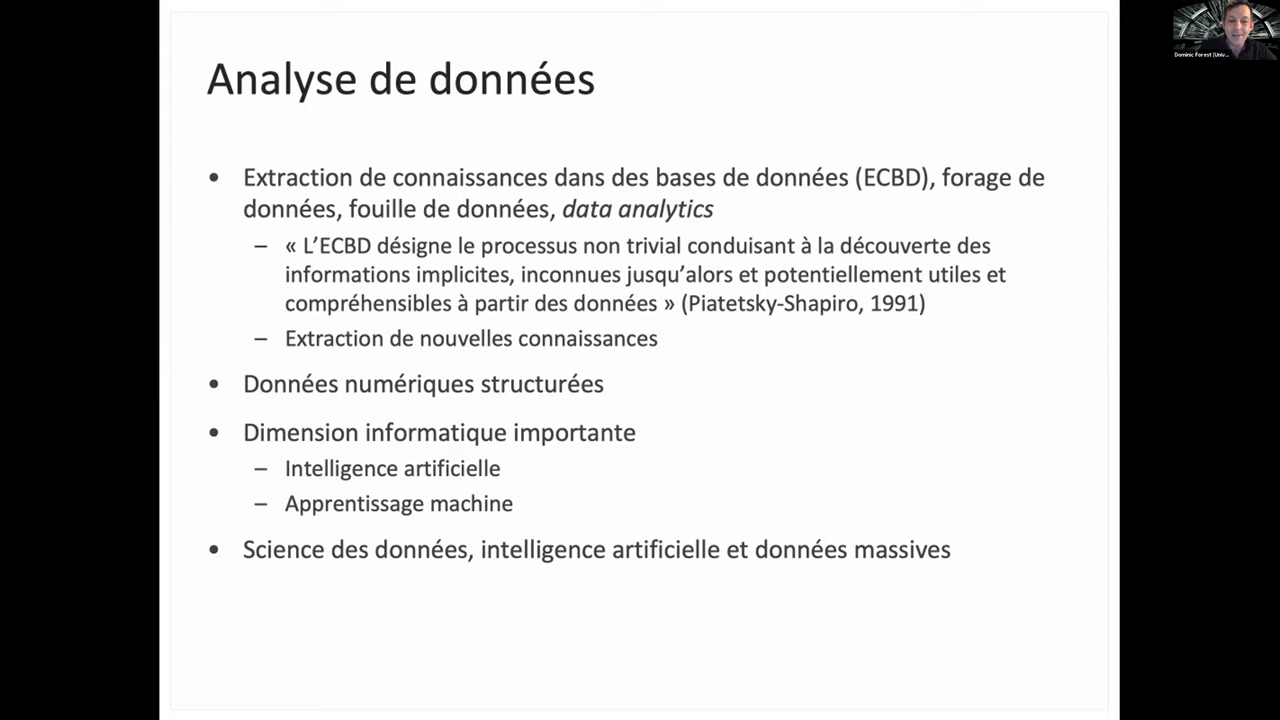 Analyse de données
• Extraction de connaissances dans des bases de données (ECBD), forage de
données, fouille de données, data analytics
– « L’ECBD désigne le processus non trivial conduisant à la découverte des
informations implicites, inconnues jusqu’alors et potentiellement utiles et
compréhensibles à partir des données » (Piatetsky-Shapiro, 1991)
– Extraction de nouvelles connaissances
• Données numériques structurées
• Dimension informatique importante
– Intelligence artificielle
– Apprentissage machine
• Science des données, intelligence artificielle et données massives
Dominic Forest (Univ...